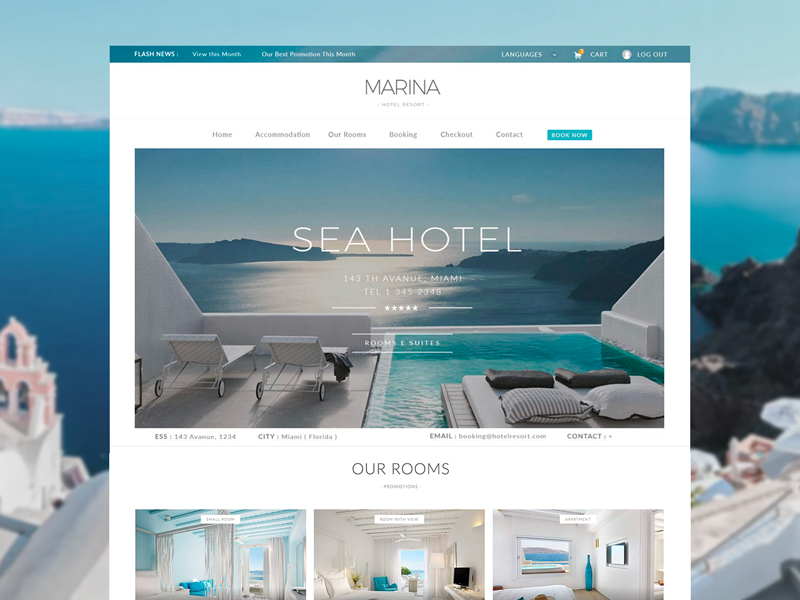 FLASH NEWS : View this Month Our Best Promotion This Month LANGUAGES CART LOG OUT
MARINA
- HOTEL RESORT -
Home Accommodation Our Rooms Booking Checkout Contact BOOK NOW
SEA HOTEL
143 TH AVANUE, MIAMI
TEL 1 345 2348
ROOMS E SUITES
ESS : 143 Avanue, 1234 CITY : Miami ( Florida ) EMAIL : booking@hotelresort.com CONTACT : +
OUR ROOMS
- PROMOTIONS -
SMALL ROOM ROOM WITH VIEW APARTMENT